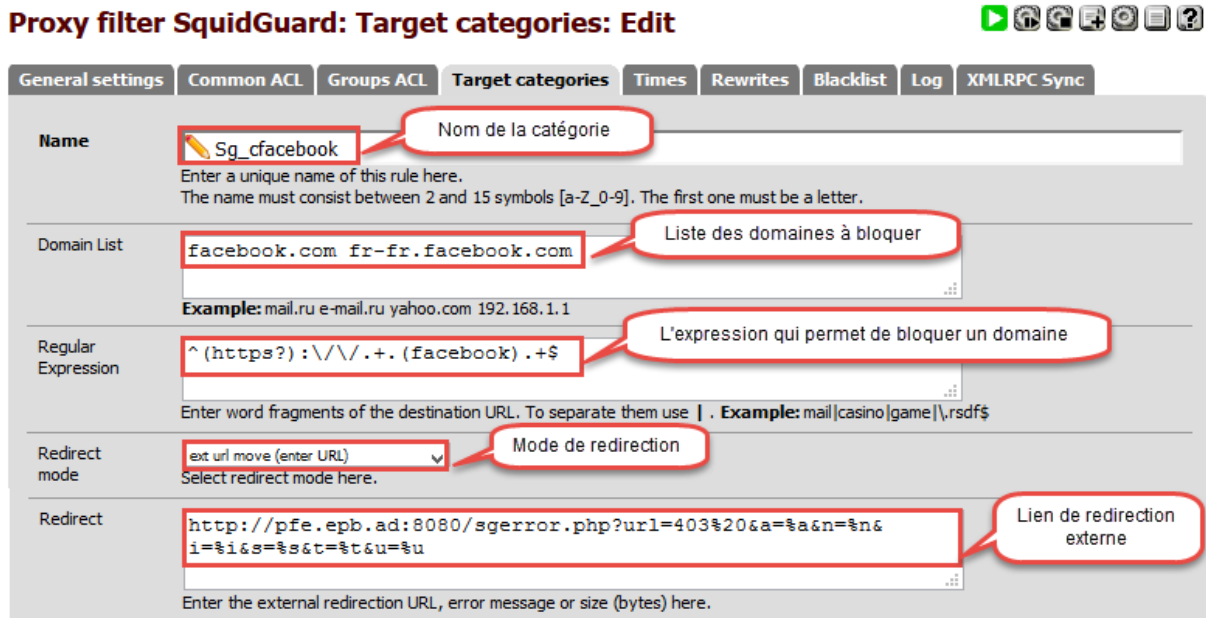 Proxy filter SquidGuard: Target categories: Edit
General settings Common ACL Groups ACL Target categories Times Rewrites Blacklist Log XMLRPC Sync
Nom de la catégorie
Name
Sg_cfacebook
Enter a unique name of this rule here.
The name must consist between 2 and 15 symbols [a-Z_0-9]. The first one must be a letter.
Liste des domaines à bloquer
Domain List
facebook.com fr-fr.facebook.com
Example: mail.ru e-mail.ru yahoo.com 192.168.1.1
L'expression qui permet de bloquer un domaine
Regular
Expression
^(https?):\/\/.+.(facebook).+$
Enter word fragments of the destination URL. To separate them use | . Example: mail|casino|game|\.rsdf$
Mode de redirection
Redirect
mode
ext url move (enter URL)
Select redirect mode here.
Redirect
http://pfe.epb.ad:8080/sgerror.php?url=403%20&a=%a&n=%n&
i=%i&s=%s&t=%t&u=%u
Lien de redirection
externe
Enter the external redirection URL, error message or size (bytes) here.